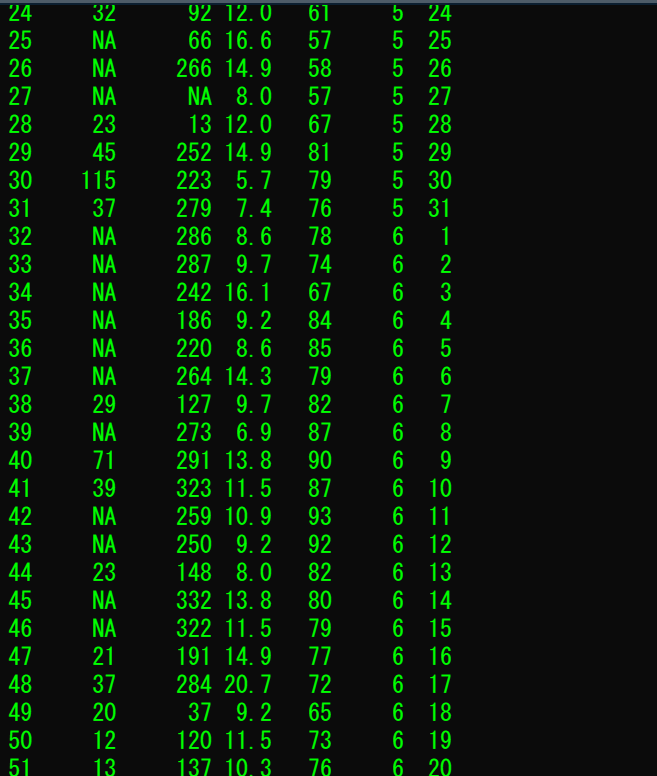 24 32 92 12.0 61 5 24
25 NA 66 16.6 57 5 25
26 NA 266 14.9 58 5 26
27 NA NA 8.0 57 5 27
28 23 13 12.0 67 5 28
29 45 252 14.9 81 5 29
30 115 223 5.7 79 5 30
31 37 279 7.4 76 5 31
32 NA 286 8.6 78 6 1
33 NA 287 9.7 74 6 2
34 NA 242 16.1 67 6 3
35 NA 186 9.2 84 6 4
36 NA 220 8.6 85 6 5
37 NA 264 14.3 79 6 6
38 29 127 9.7 82 6 7
39 NA 273 6.9 87 6 8
40 71 291 13.8 90 6 9
41 39 323 11.5 87 6 10
42 NA 259 10.9 93 6 11
43 NA 250 9.2 92 6 12
44 23 148 8.0 82 6 13
45 NA 332 13.8 80 6 14
46 NA 322 11.5 79 6 15
47 21 191 14.9 77 6 16
48 37 284 20.7 72 6 17
49 20 37 9.2 65 6 18
50 12 120 11.5 73 6 19
51 13 137 10.3 76 6 20